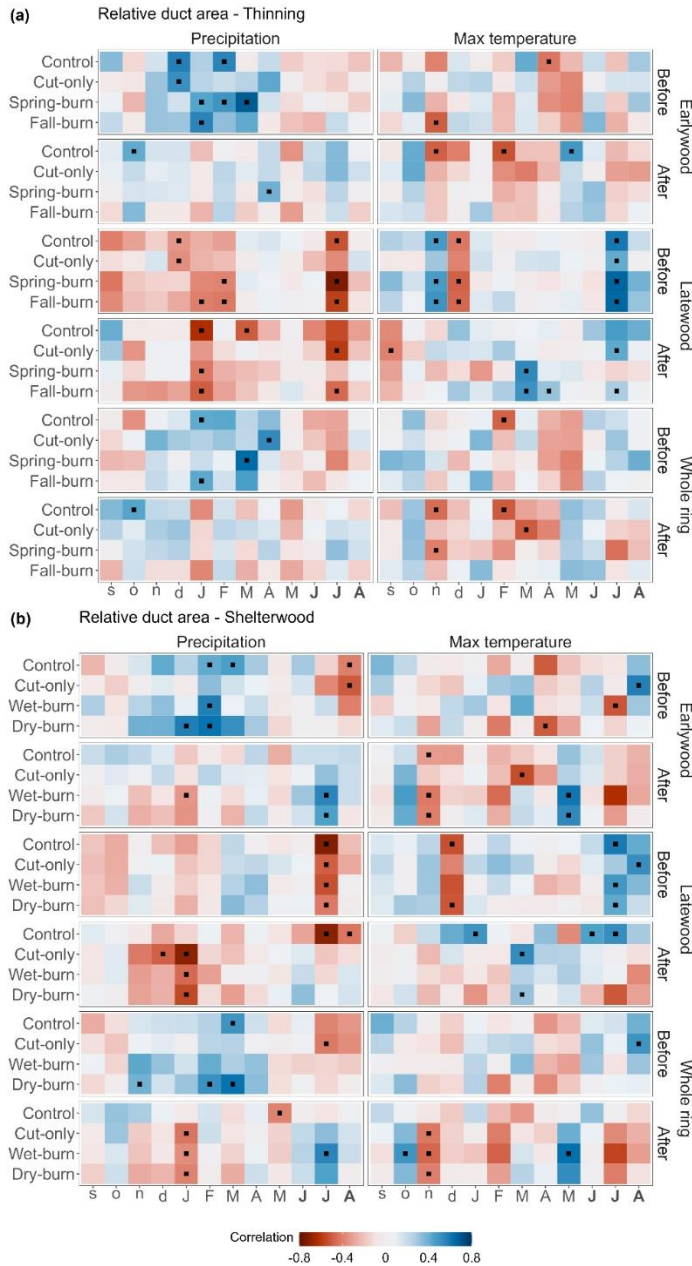 (a) Relative duct area - Thinning
Precipitation Max temperature
Control
Cut-only
Spring-burn
Fall-burn
Before
Earlywood
Control
Cut-only
Spring-burn
Fall-burn
After
Control
Cut-only
Spring-burn
Fall-burn
Before
Latewood
Control
Cut-only
Spring-burn
Fall-burn
After
Control
Cut-only
Spring-burn
Fall-burn
Before
Whole ring
Control
Cut-only
Spring-burn
Fall-burn
After
s o n d J F M A M J J A s o n d J F M A M J J A
(b) Relative duct area - Shelterwood
Precipitation Max temperature
Control
Cut-only
Wet-burn
Dry-burn
Before
Earlywood
Control
Cut-only
Wet-burn
Dry-burn
After
Control
Cut-only
Wet-burn
Dry-burn
Before
Latewood
Control
Cut-only
Wet-burn
Dry-burn
After
Control
Cut-only
Wet-burn
Dry-burn
Before
Whole ring
Control
Cut-only
Wet-burn
Dry-burn
After
s o n d J F M A M J J A s o n d J F M A M J J A
Correlation
-0.8 -0.4 0 0.4 0.8